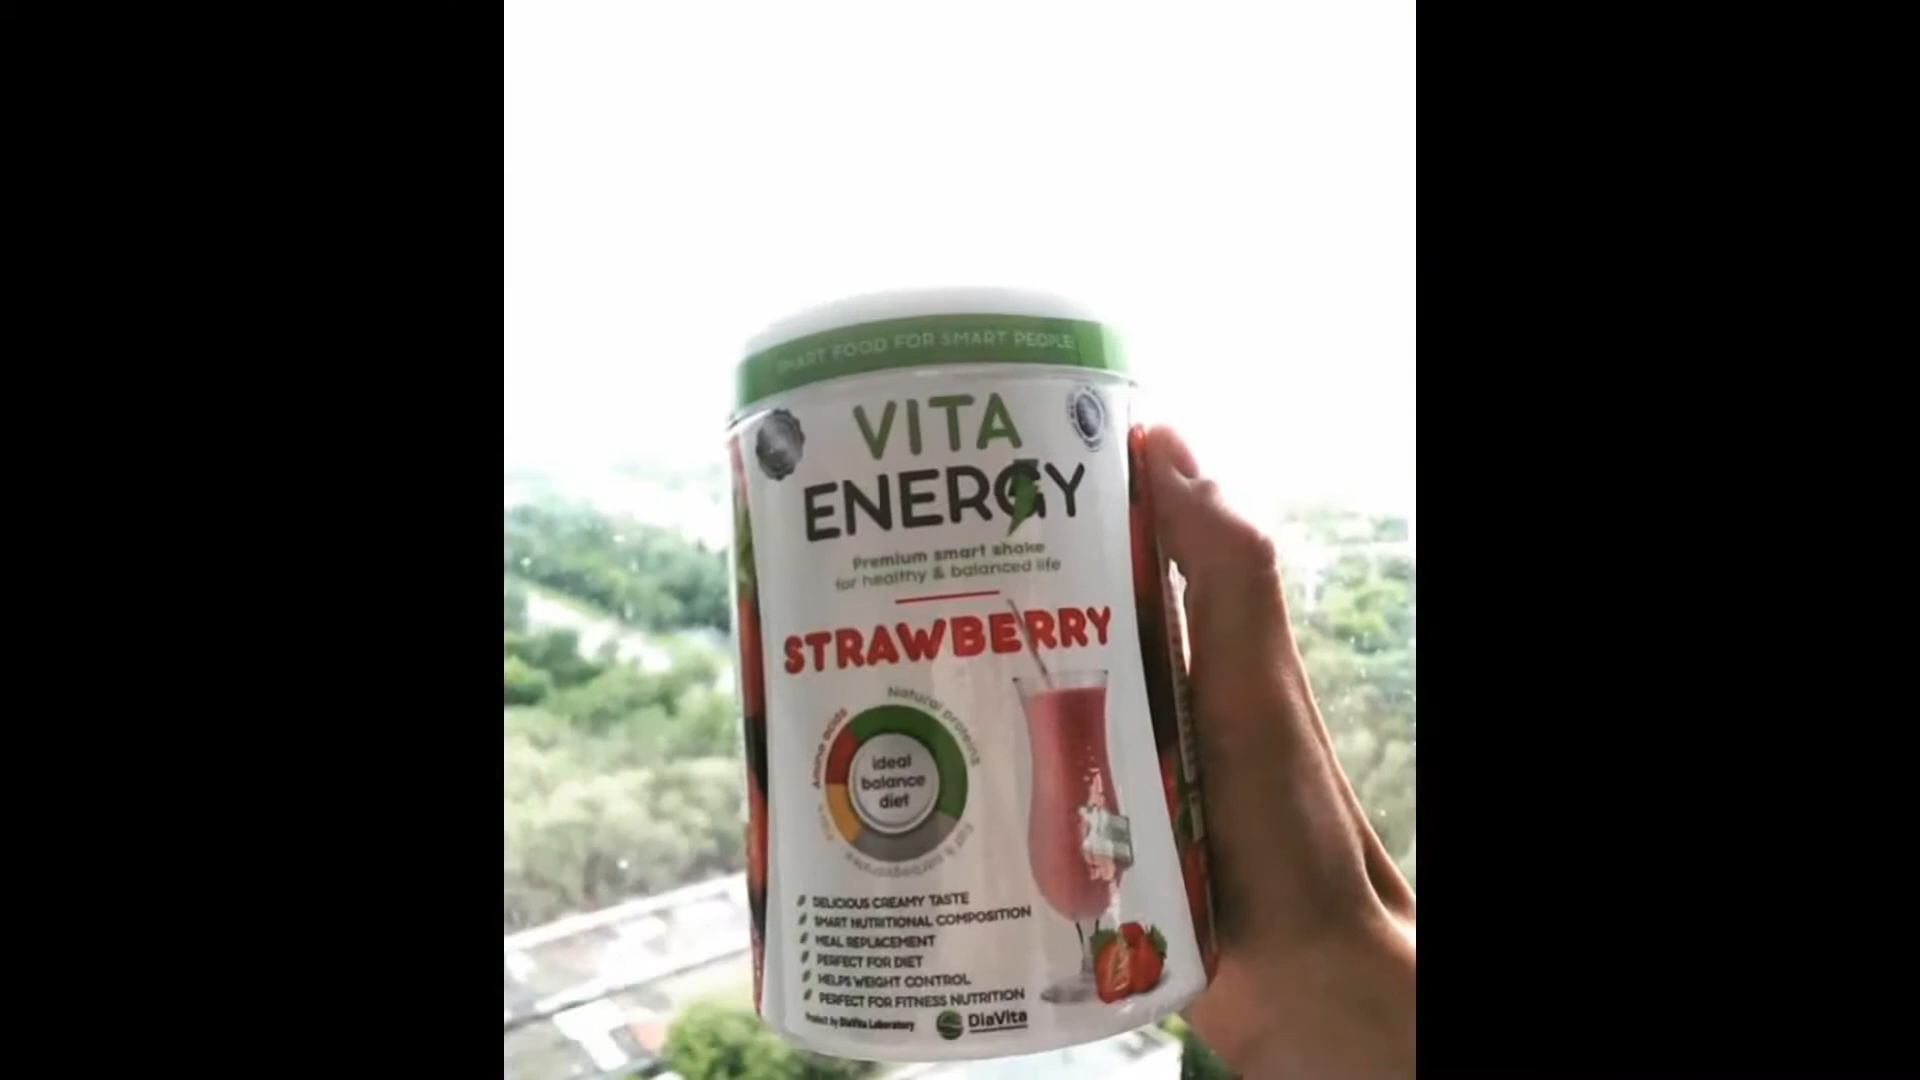 SMART FOOD FOR SMART PEOPLE!
VITA
ENERGY
Premium smart shake
for healthy & balanced life
STRAWBERRY
Natural proteins
Amino acids
Fat & carbohydrates
ideal
balance
diet
DELICIOUS CREAMY TASTE
SMART NUTRITIONAL COMPOSITION
MEAL REPLACEMENT
PERFECT FOR DIET
HELPS WEIGHT CONTROL
PERFECT FOR FITNESS NUTRITION
Product by DiaVita Laboratory
DiaVita